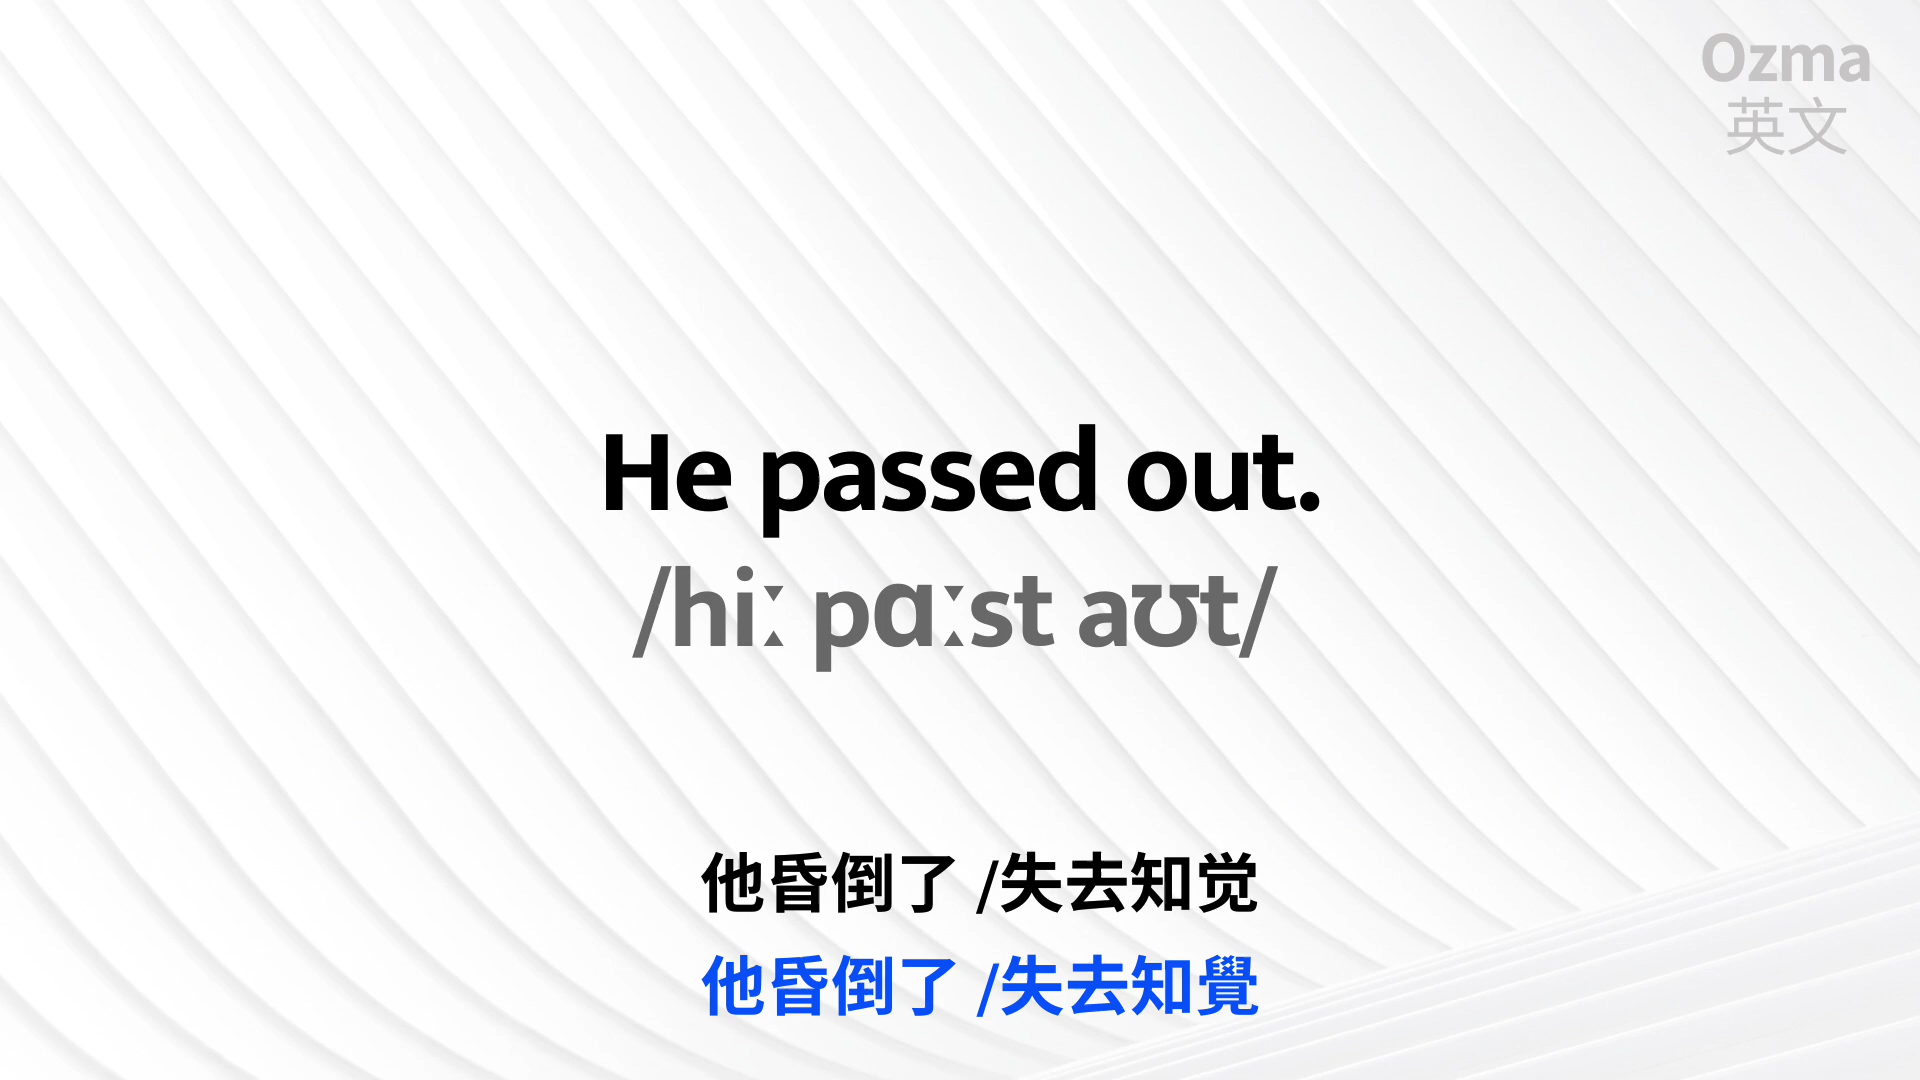 Ozma
英文
He passed out.
/hiː pɑːst aʊt/
他昏倒了 /失去知觉
他昏倒了 /失去知覺